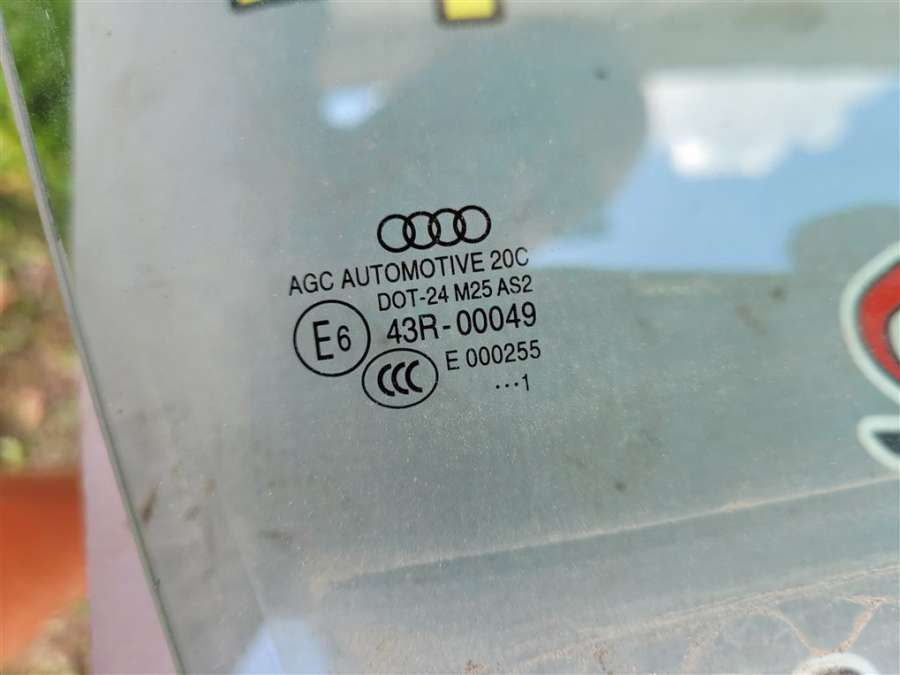 AGC AUTOMOTIVE 20C
DOT-24 M25 AS2
E6 43R-00049
CCC E 000255
···1